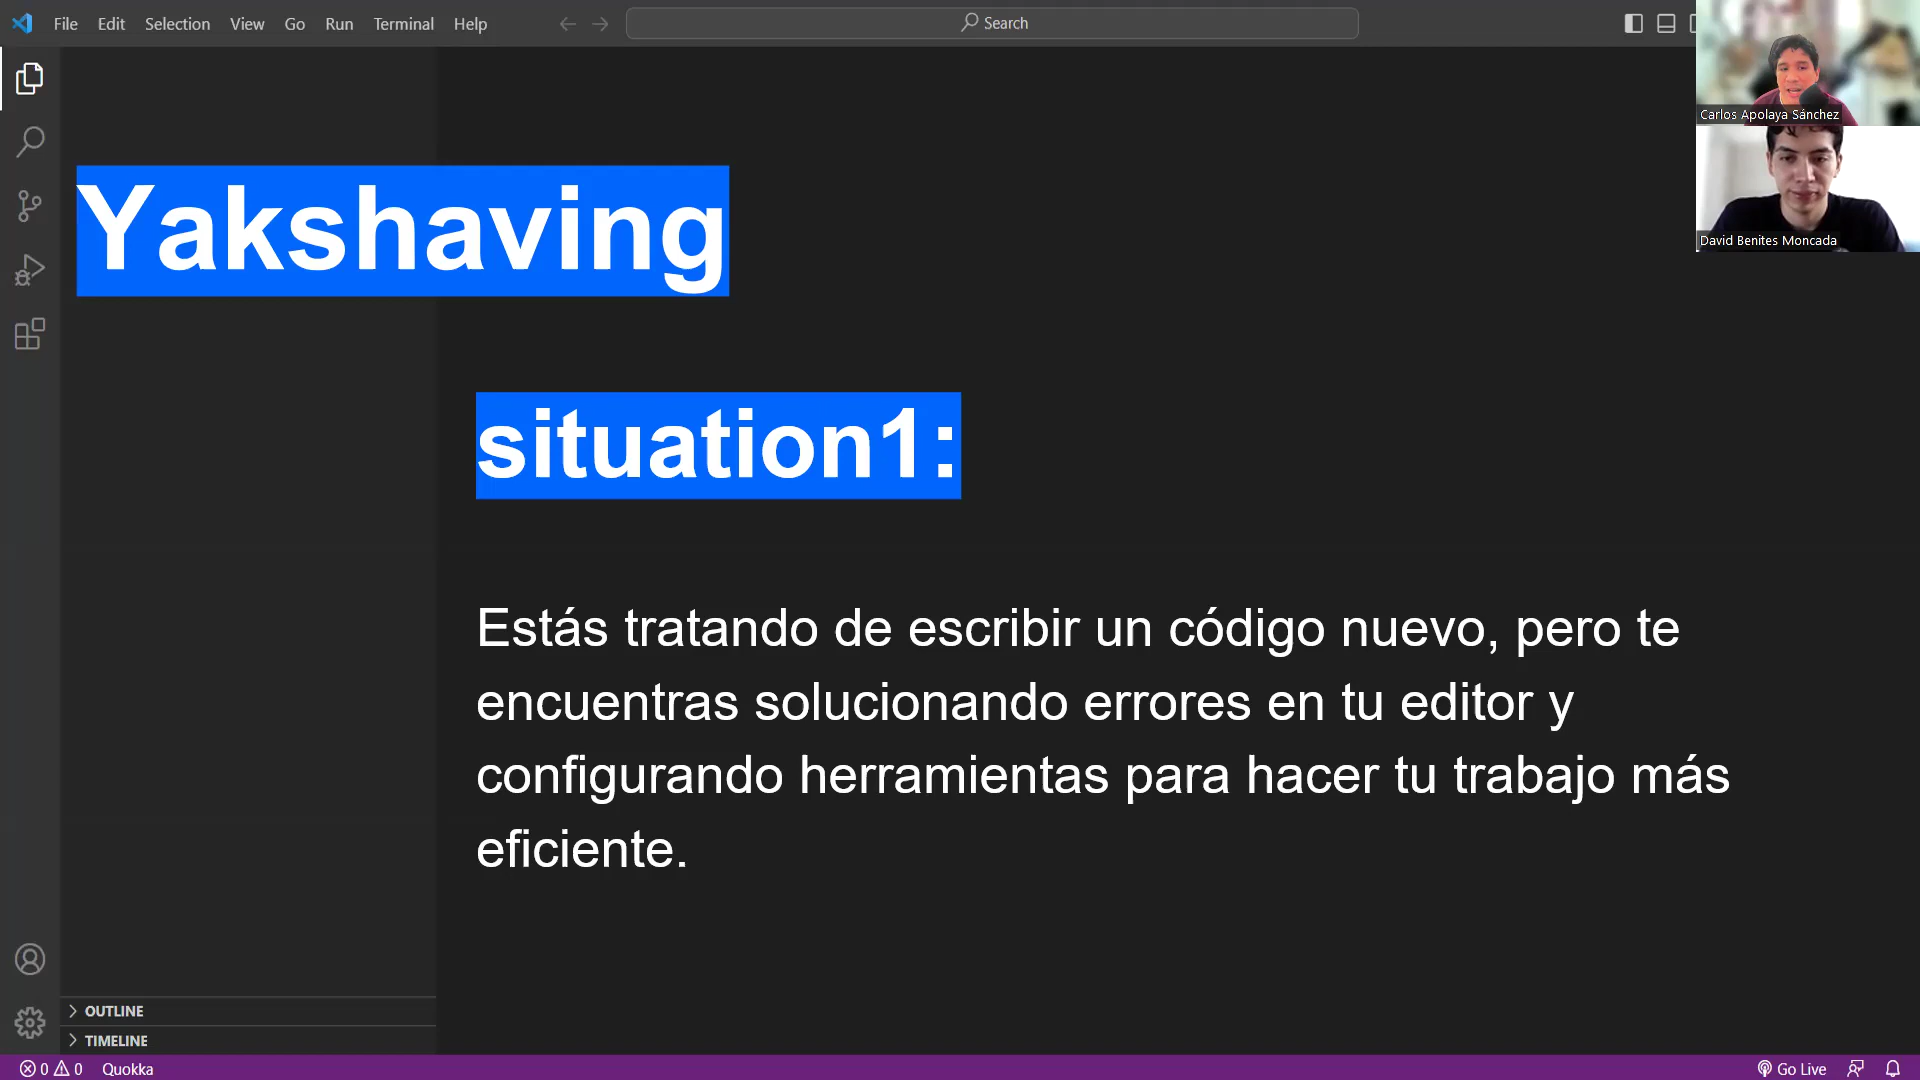 File Edit Selection View Go Run Terminal Help
Search
Carlos Apolaya Sánchez
David Benites Moncada
Yakshaving
situation1:
Estás tratando de escribir un código nuevo, pero te
encuentras solucionando errores en tu editor y
configurando herramientas para hacer tu trabajo más
eficiente.
OUTLINE
TIMELINE
0 0 Quokka
Go Live